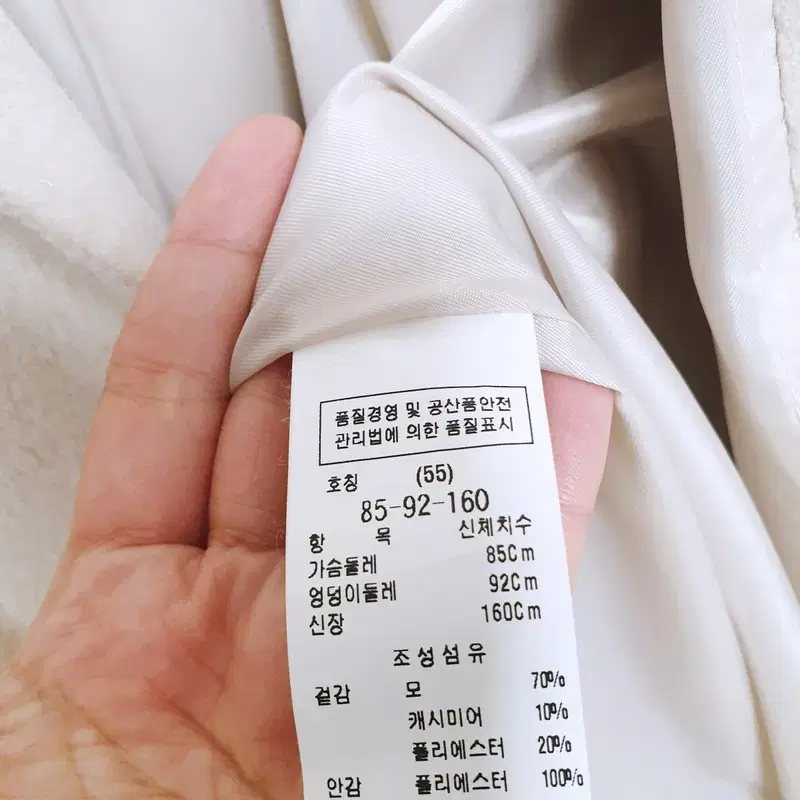 품질경영 및 공산품안전
관리법에 의한 품질표시
호칭 (55)
85-92-160
항 목 신체치수
가슴둘레 85Cm
엉덩이둘레 92Cm
신장 160Cm
조성섬유
겉감 모 70%
캐시미어 10%
폴리에스터 20%
안감 폴리에스터 100%